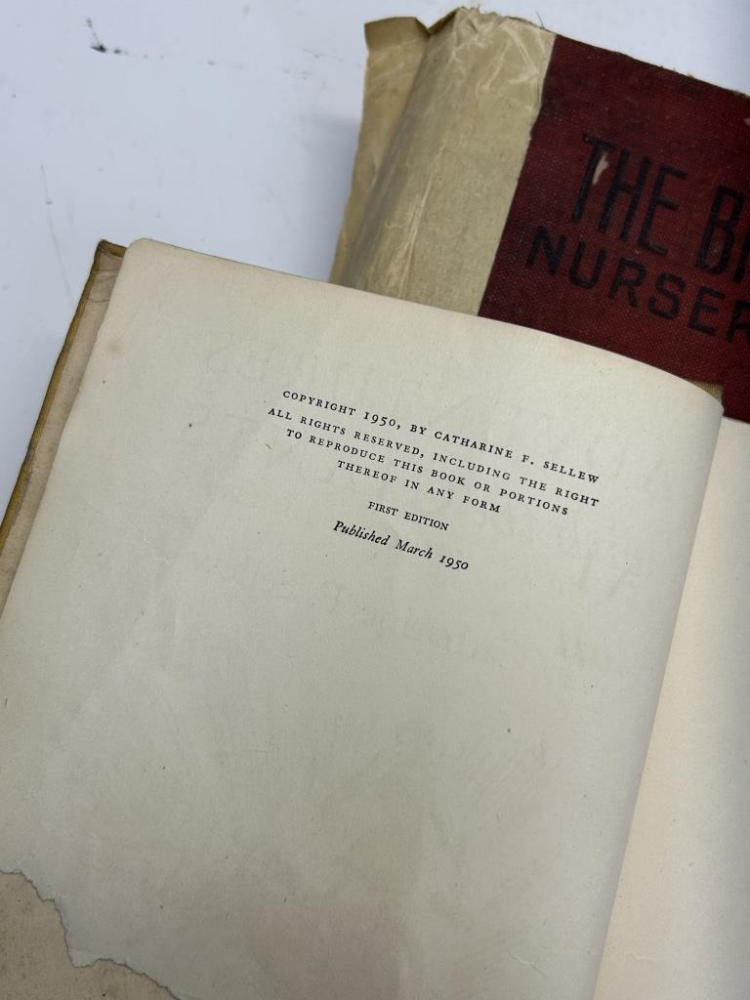 THE
NURSER
COPYRIGHT 1950, BY CATHARINE F. SELLEW
ALL RIGHTS RESERVED, INCLUDING THE RIGHT
TO REPRODUCE THIS BOOK OR PORTIONS
THEREOF IN ANY FORM
FIRST EDITION
Published March 1950